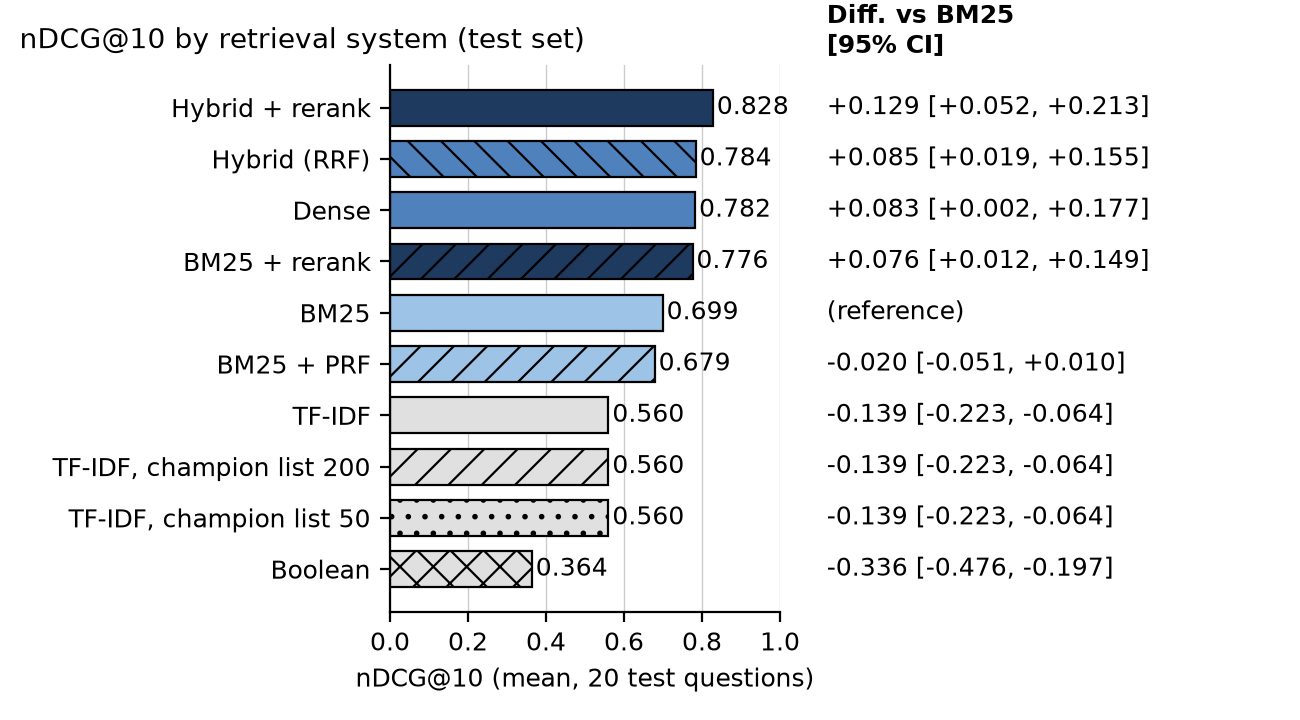 Diff. vs BM25
[95% CI]
nDCG@10 by retrieval system (test set)
Hybrid + rerank 0.828 +0.129 [+0.052, +0.213]
Hybrid (RRF) 0.784 +0.085 [+0.019, +0.155]
Dense 0.782 +0.083 [+0.002, +0.177]
BM25 + rerank 0.776 +0.076 [+0.012, +0.149]
BM25 0.699 (reference)
BM25 + PRF 0.679 -0.020 [-0.051, +0.010]
TF-IDF 0.560 -0.139 [-0.223, -0.064]
TF-IDF, champion list 200 0.560 -0.139 [-0.223, -0.064]
TF-IDF, champion list 50 0.560 -0.139 [-0.223, -0.064]
Boolean 0.364 -0.336 [-0.476, -0.197]
0.0 0.2 0.4 0.6 0.8 1.0
nDCG@10 (mean, 20 test questions)